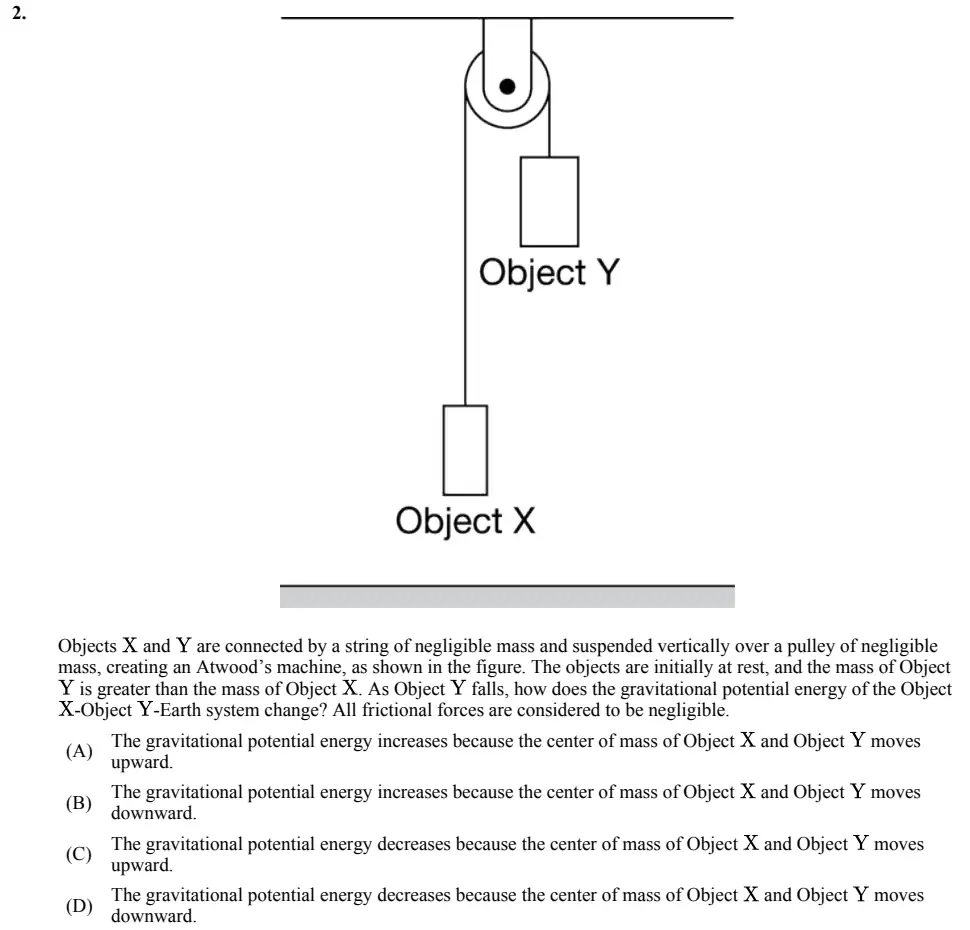 2.
Object Y
Object X
Objects X and Y are connected by a string of negligible mass and suspended vertically over a pulley of negligible
mass, creating an Atwood’s machine, as shown in the figure. The objects are initially at rest, and the mass of Object
Y is greater than the mass of Object X. As Object Y falls, how does the gravitational potential energy of the Object
X-Object Y-Earth system change? All frictional forces are considered to be negligible.
(A) The gravitational potential energy increases because the center of mass of Object X and Object Y moves
upward.
(B) The gravitational potential energy increases because the center of mass of Object X and Object Y moves
downward.
(C) The gravitational potential energy decreases because the center of mass of Object X and Object Y moves
upward.
(D) The gravitational potential energy decreases because the center of mass of Object X and Object Y moves
downward.